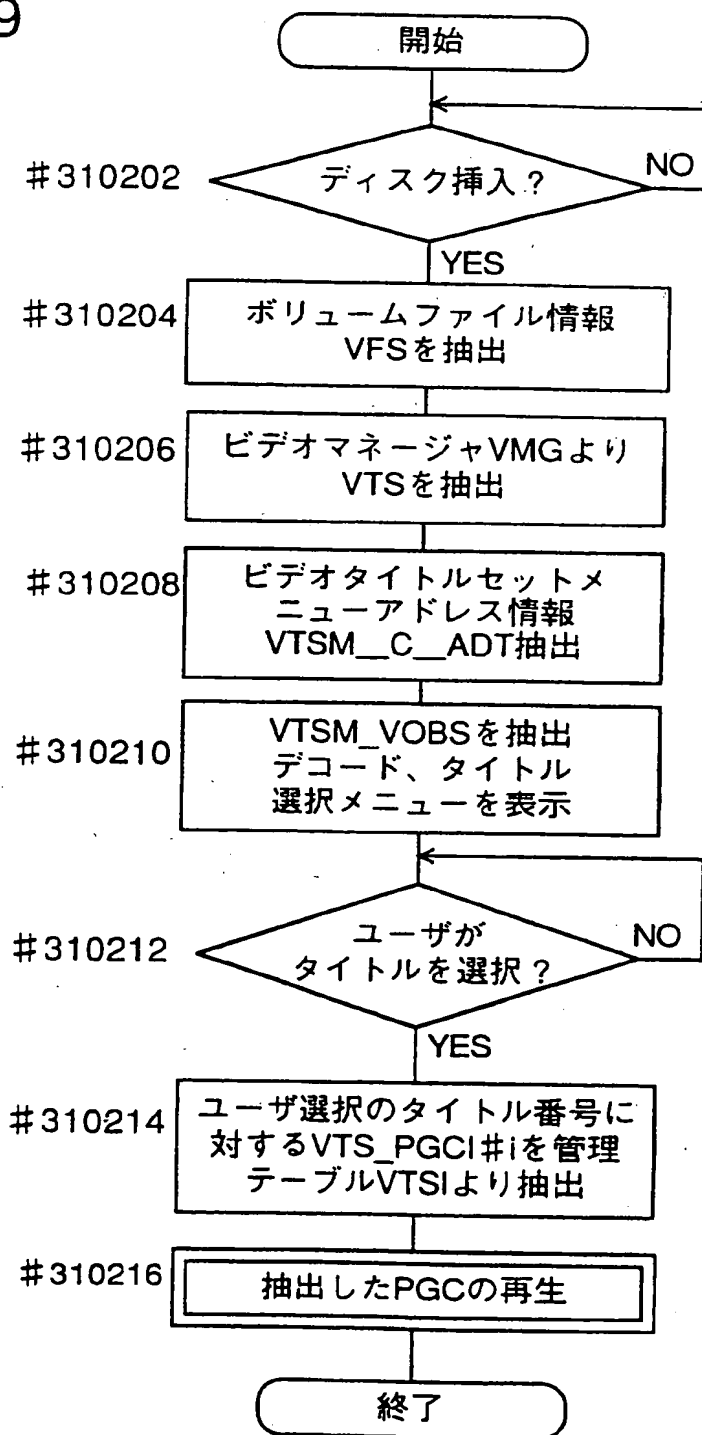 9
開始
#310202
ディスク挿入?
NO
YES
#310204
ボリュームファイル情報
VFSを抽出
#310206
ビデオマネージャVMGより
VTSを抽出
#310208
ビデオタイトルセットメ
ニューアドレス情報
VTSM__C__ADT抽出
#310210
VTSM_VOBSを抽出
デコード、タイトル
選択メニューを表示
#310212
ユーザが
タイトルを選択?
NO
YES
#310214
ユーザ選択のタイトル番号に
対するVTS_PGCI#iを管理
テーブルVTSIより抽出
#310216
抽出したPGCの再生
終了